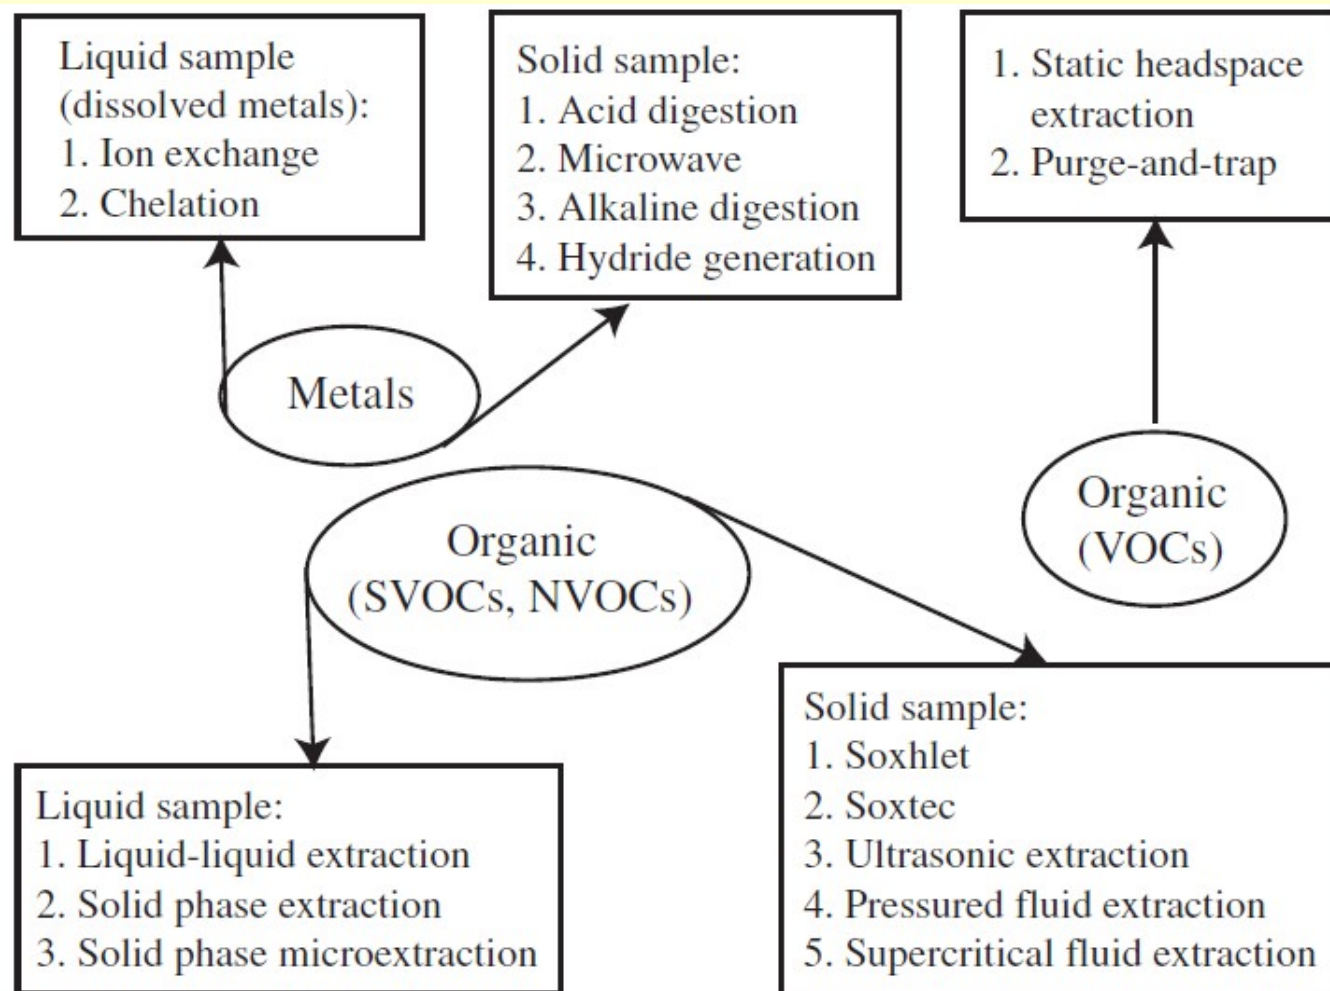 Liquid sample
(dissolved metals):
1. Ion exchange
2. Chelation
Solid sample:
1. Acid digestion
2. Microwave
3. Alkaline digestion
4. Hydride generation
1. Static headspace
extraction
2. Purge-and-trap
Metals
Organic
(VOCs)
Organic
(SVOCs, NVOCs)
Liquid sample:
1. Liquid-liquid extraction
2. Solid phase extraction
3. Solid phase microextraction
Solid sample:
1. Soxhlet
2. Soxtec
3. Ultrasonic extraction
4. Pressured fluid extraction
5. Supercritical fluid extraction